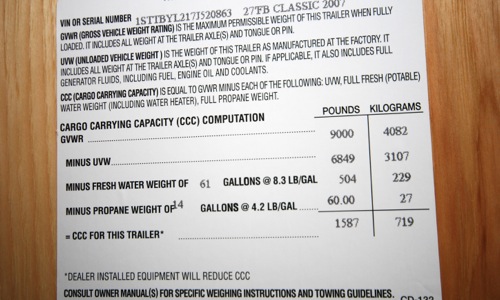 VIN OR SERIAL NUMBER 1STTBYL217J520863 27FB CLASSIC 2007
GVWR (GROSS VEHICLE WEIGHT RATING) IS THE MAXIMUM PERMISSIBLE WEIGHT OF THIS TRAILER WHEN FULLY
LOADED. IT INCLUDES ALL WEIGHT AT THE TRAILER AXLE(S) AND TONGUE OR PIN.
UVW (UNLOADED VEHICLE WEIGHT ) IS THE WEIGHT OF THIS TRAILER AS MANUFACTURED AT THE FACTORY. IT
INCLUDES ALL WEIGHT AT THE TRAILER AXLE(S) AND TONGUE OR PIN. IF APPLICABLE, IT ALSO INCLUDES FULL
GENERATOR FLUIDS, INCLUDING FUEL, ENGINE OIL AND COOLANTS.
CCC (CARGO CARRYING CAPACITY) IS EQUAL TO GVWR MINUS EACH OF THE FOLLOWING: UVW, FULL FRESH (POTABLE)
WATER WEIGHT (INCLUDING WATER HEATER), FULL PROPANE WEIGHT.
CARGO CARRYING CAPACITY (CCC) COMPUTATION POUNDS KILOGRAMS
GVWR 9000 4082
MINUS UVW 6849 3107
MINUS FRESH WATER WEIGHT OF 61 GALLONS @ 8.3 LB/GAL 504 229
MINUS PROPANE WEIGHT OF 14 GALLONS @ 4.2 LB/GAL 60.00 27
= CCC FOR THIS TRAILER* 1587 719
*DEALER INSTALLED EQUIPMENT WILL REDUCE CCC
CONSULT OWNER MANUAL(S) FOR SPECIFIC WEIGHING INSTRUCTIONS AND TOWING GUIDELINES.